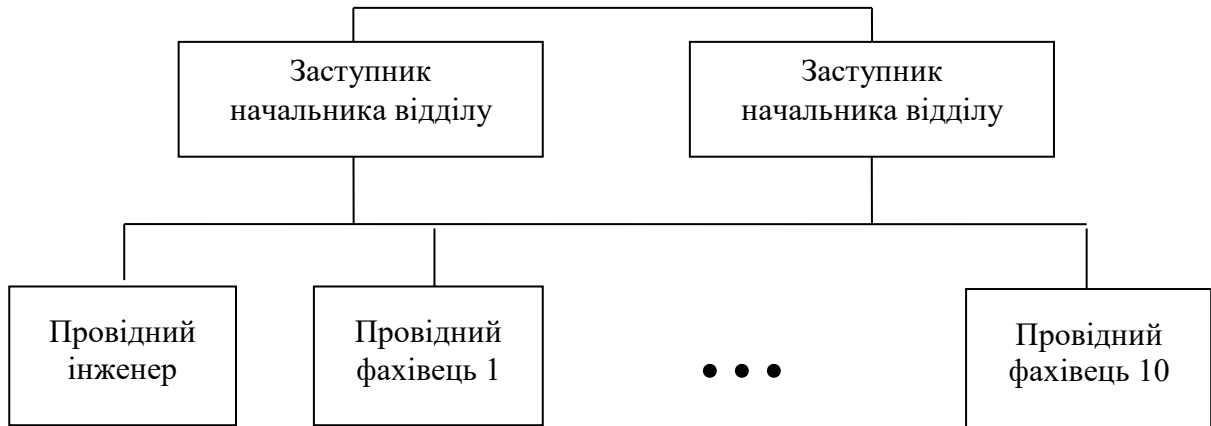 Заступник
начальника відділу
Заступник
начальника відділу
Провідний
інженер
Провідний
фахівець 1
• • •
Провідний
фахівець 10